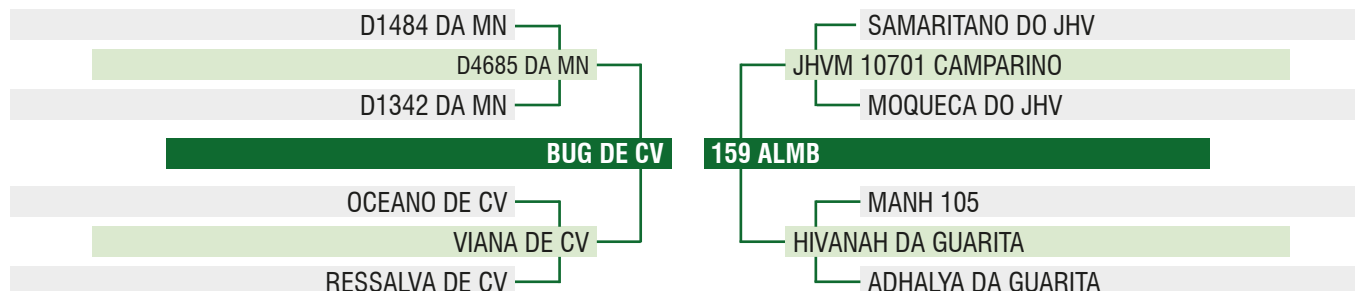 D1484 DA MN
D4685 DA MN
D1342 DA MN
BUG DE CV
OCEANO DE CV
VIANA DE CV
RESSALVA DE CV
SAMARITANO DO JHV
JHVM 10701 CAMPARINO
MOQUECA DO JHV
159 ALMB
MANH 105
HIVANAH DA GUARITA
ADHALYA DA GUARITA